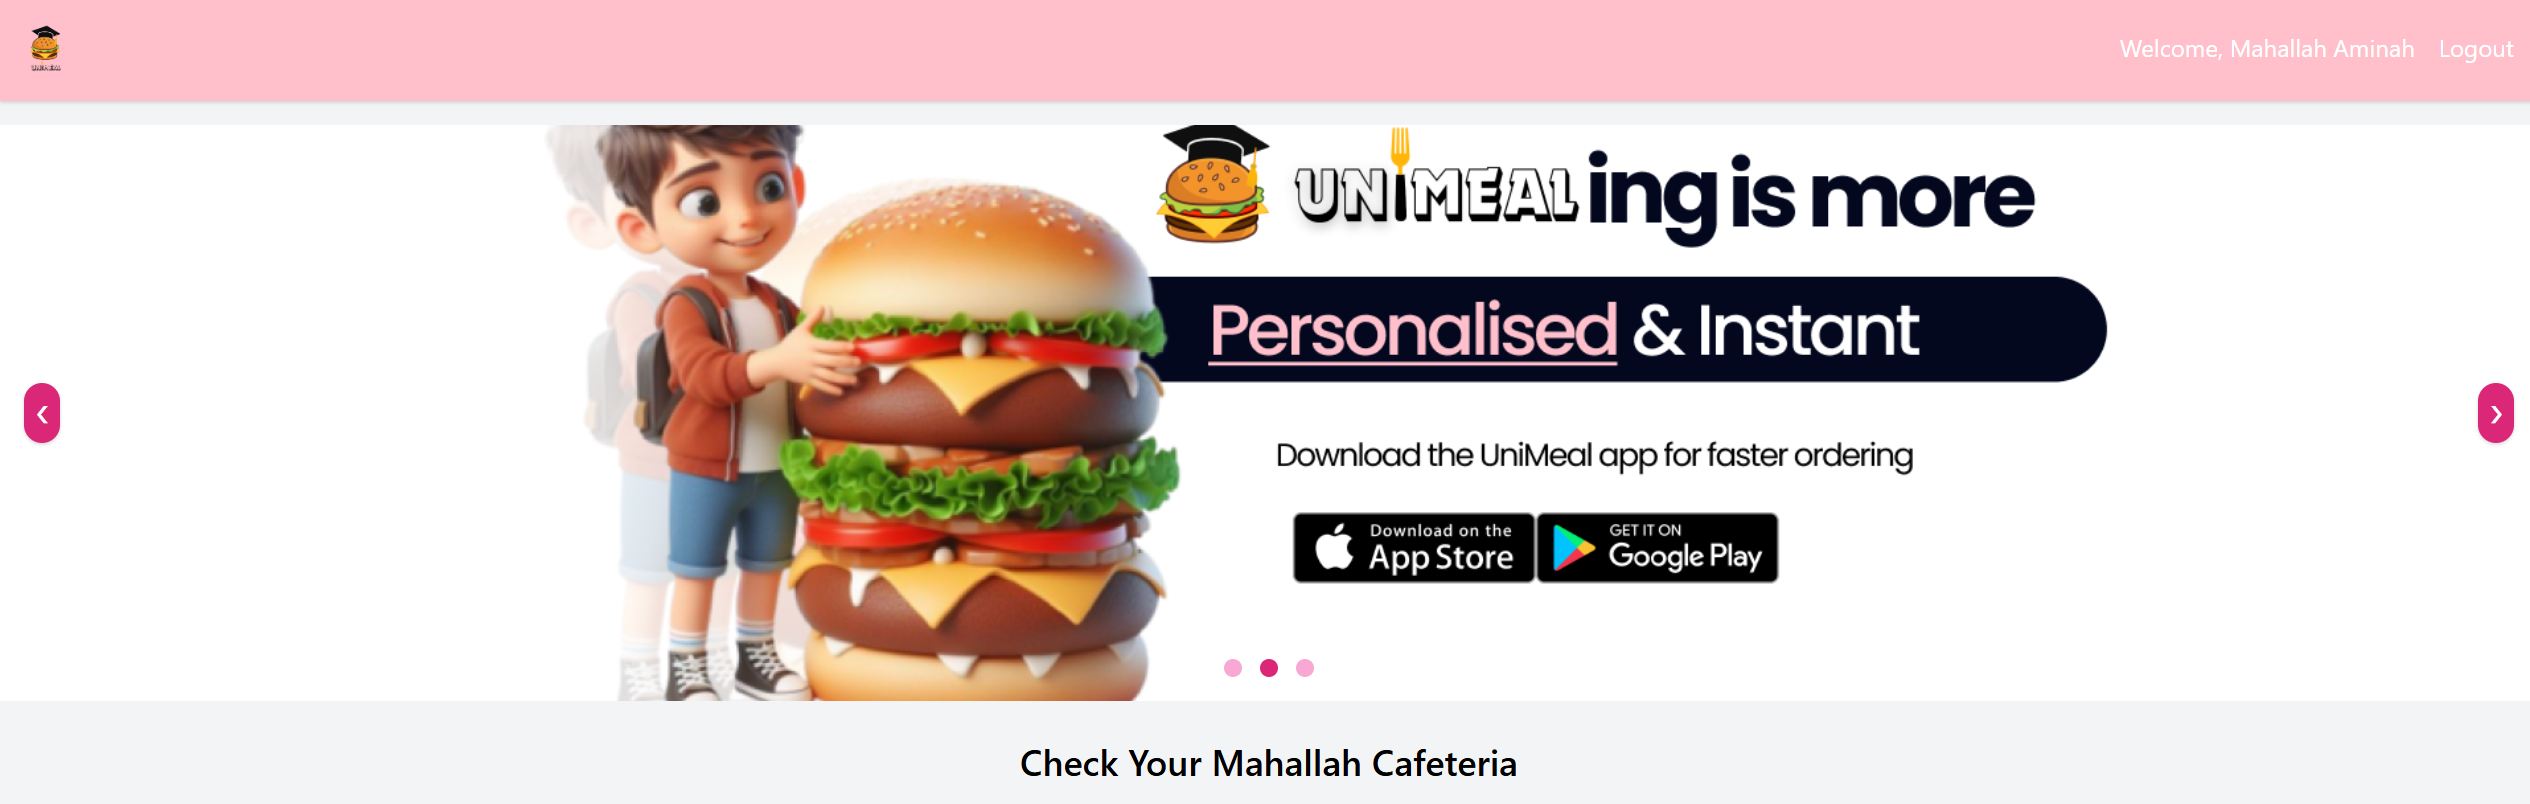 UNIMEAL
Welcome, Mahallah Aminah Logout
UNIMEALing is more
Personalised & Instant
Download the UniMeal app for faster ordering
Download on the
App Store
GET IT ON
Google Play
Check Your Mahallah Cafeteria